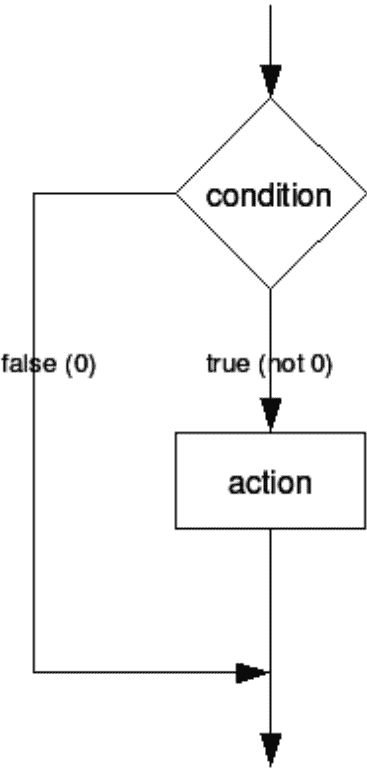 condition
false (0)
true (not 0)
action